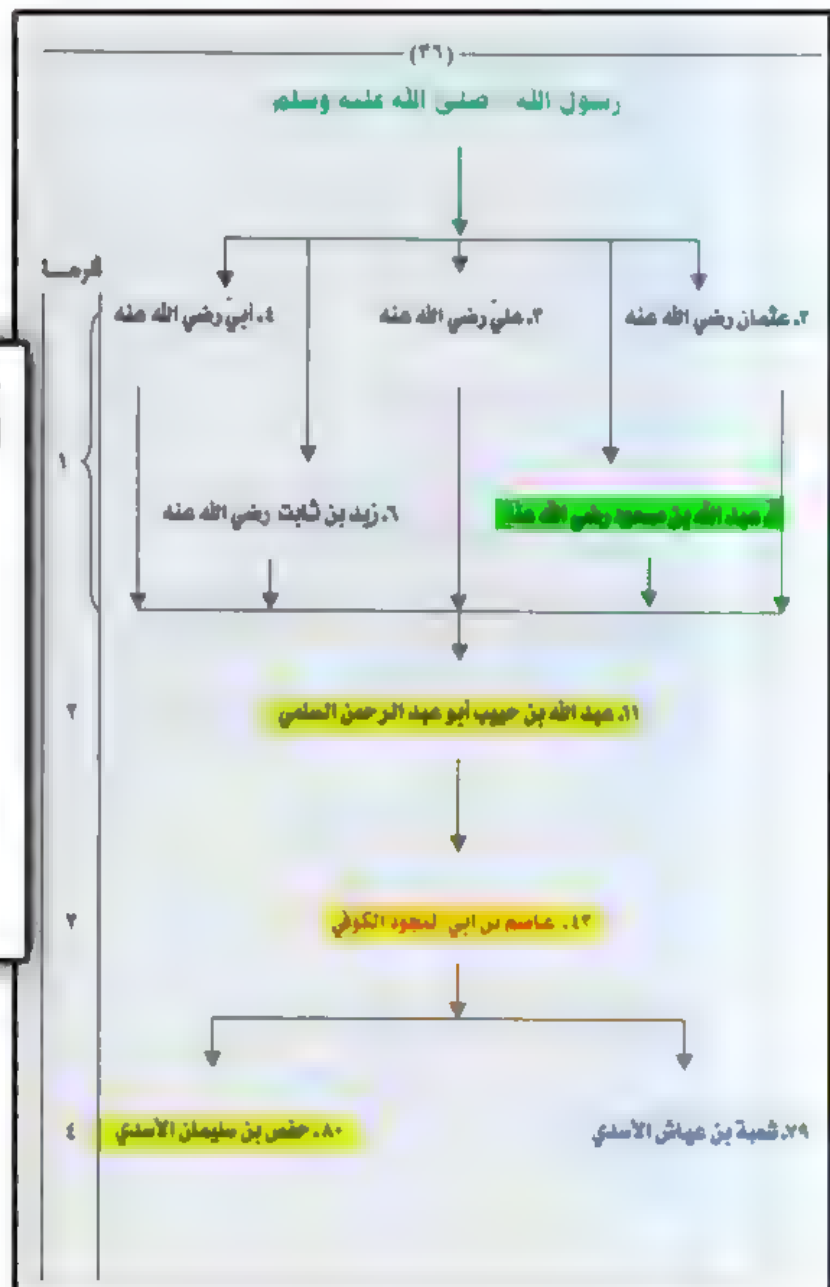 (٣٦)
رسول الله صلى الله عليه وسلم
الدرجة
٢. عثمان رضي الله عنه ٣. عليّ رضي الله عنه ٤. أبيّ رضي الله عنه
١
عبد الله بن مسعود رضي الله عنه ٦. زيد بن ثابت رضي الله عنه
١١. عبد الله بن حبيب أبو عبد الرحمن السلمي ٢
٤٣. عاصم بن أبي النجود الكوفي ٣
٧٩. شعبة بن عياش الأسدي ٨٠. حفص بن سليمان الأسدي ٤